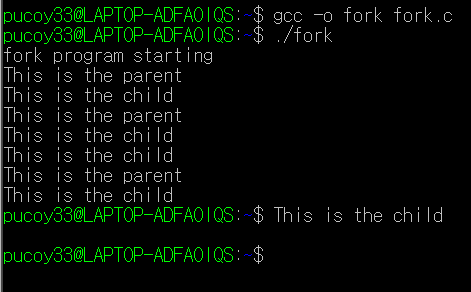 pucoy33@LAPTOP-ADFAOIQS:~$ gcc -o fork fork.c
pucoy33@LAPTOP-ADFAOIQS:~$ ./fork
fork program starting
This is the parent
This is the child
This is the parent
This is the child
This is the child
This is the parent
This is the child
pucoy33@LAPTOP-ADFAOIQS:~$ This is the child
pucoy33@LAPTOP-ADFAOIQS:~$